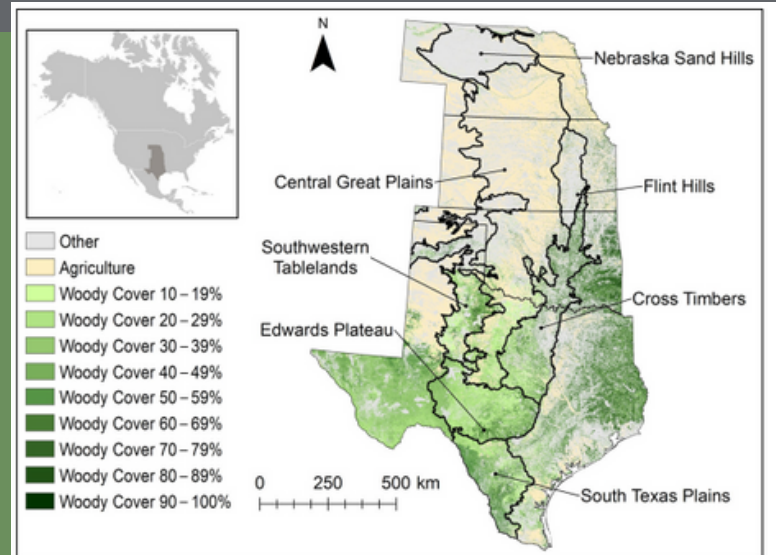 N
Nebraska Sand Hills
Central Great Plains
Flint Hills
Southwestern
Tablelands
Cross Timbers
Edwards Plateau
South Texas Plains
Other
Agriculture
Woody Cover 10 – 19%
Woody Cover 20 – 29%
Woody Cover 30 – 39%
Woody Cover 40 – 49%
Woody Cover 50 – 59%
Woody Cover 60 – 69%
Woody Cover 70 – 79%
Woody Cover 80 – 89%
Woody Cover 90 – 100%
0 250 500 km